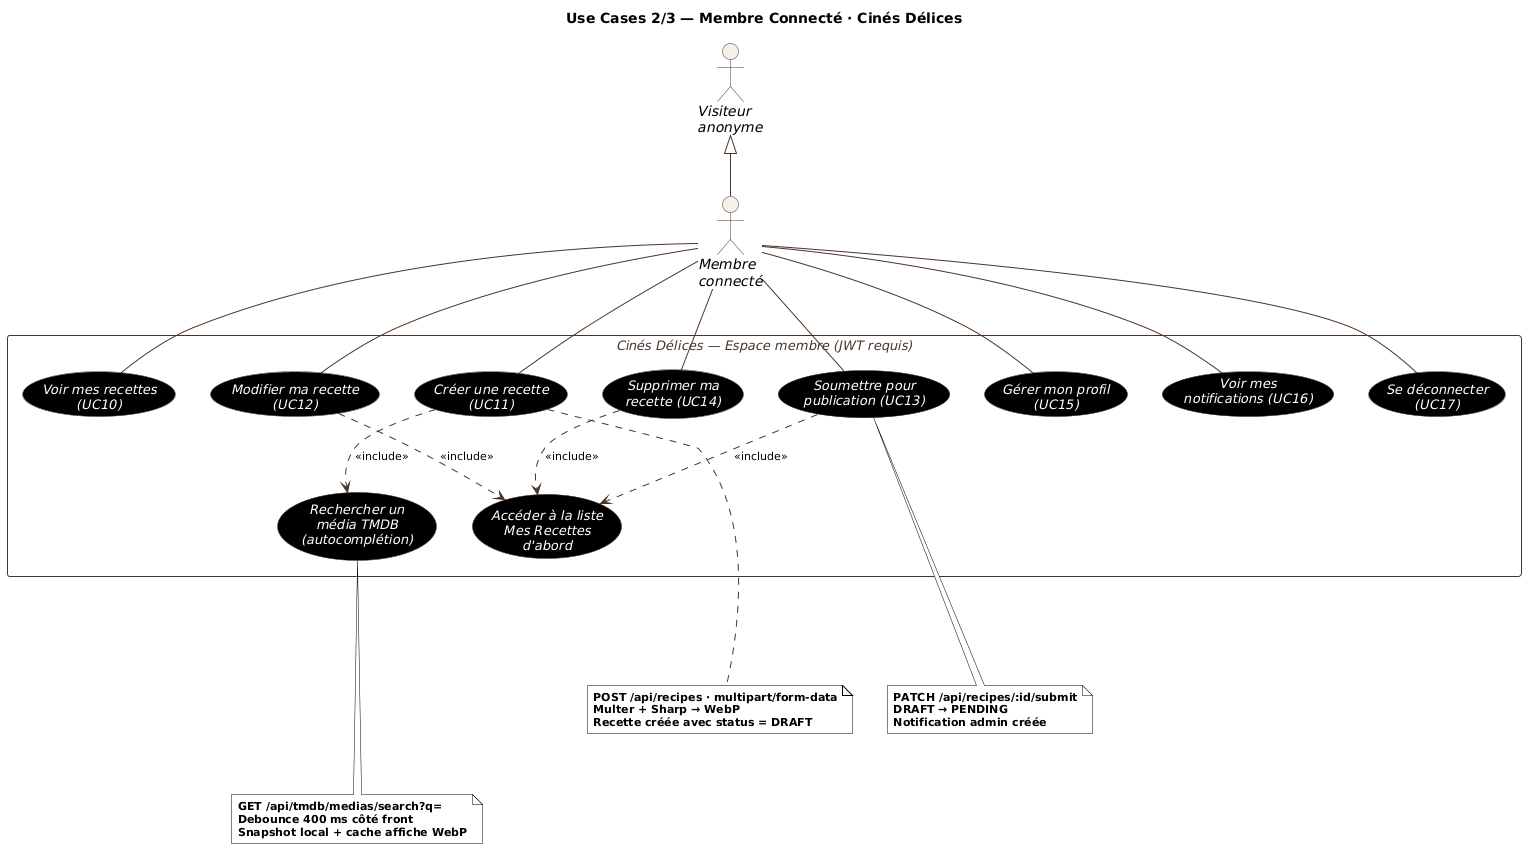 Use Cases 2/3 — Membre Connecté · Cinés Délices
Visiteur
anonyme
Membre
connecté
Cinés Délices — Espace membre (JWT requis)
Voir mes recettes
(UC10)
Modifier ma recette
(UC12)
Créer une recette
(UC11)
Supprimer ma
recette (UC14)
Soumettre pour
publication (UC13)
Gérer mon profil
(UC15)
Voir mes
notifications (UC16)
Se déconnecter
(UC17)
«include»
«include»
«include»
«include»
Rechercher un
média TMDB
(autocomplétion)
Accéder à la liste
Mes Recettes
d'abord
POST /api/recipes · multipart/form-data
Multer + Sharp → WebP
Recette créée avec status = DRAFT
PATCH /api/recipes/:id/submit
DRAFT → PENDING
Notification admin créée
GET /api/tmdb/medias/search?q=
Debounce 400 ms côté front
Snapshot local + cache affiche WebP